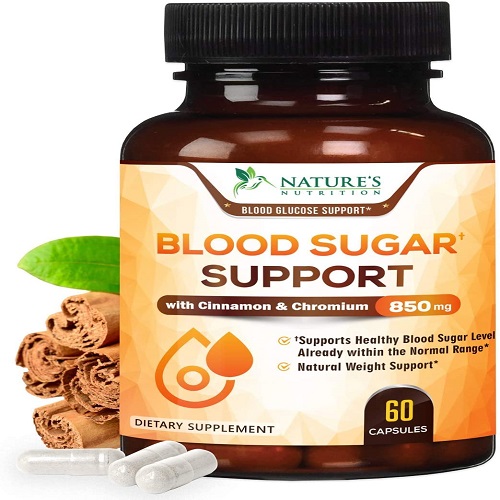 NATURE'S
NUTRITION
BLOOD GLUCOSE SUPPORT*
BLOOD SUGAR†
SUPPORT
with Cinnamon & Chromium 850 mg
†Supports Healthy Blood Sugar Level
Already within the Normal Range*
Natural Weight Support*
60
CAPSULES
DIETARY SUPPLEMENT